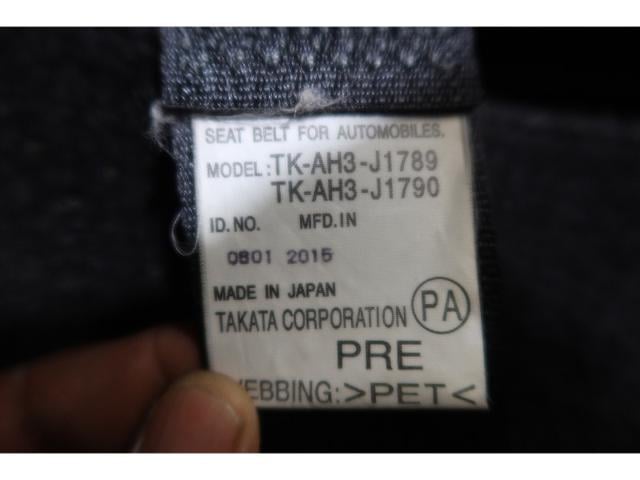 SEAT BELT FOR AUTOMOBILES.
MODEL:TK-AH3-J1789
TK-AH3-J1790
ID.NO. MFD.IN
0801 2015
MADE IN JAPAN
TAKATA CORPORATION PA
PRE
WEBBING:>PET<